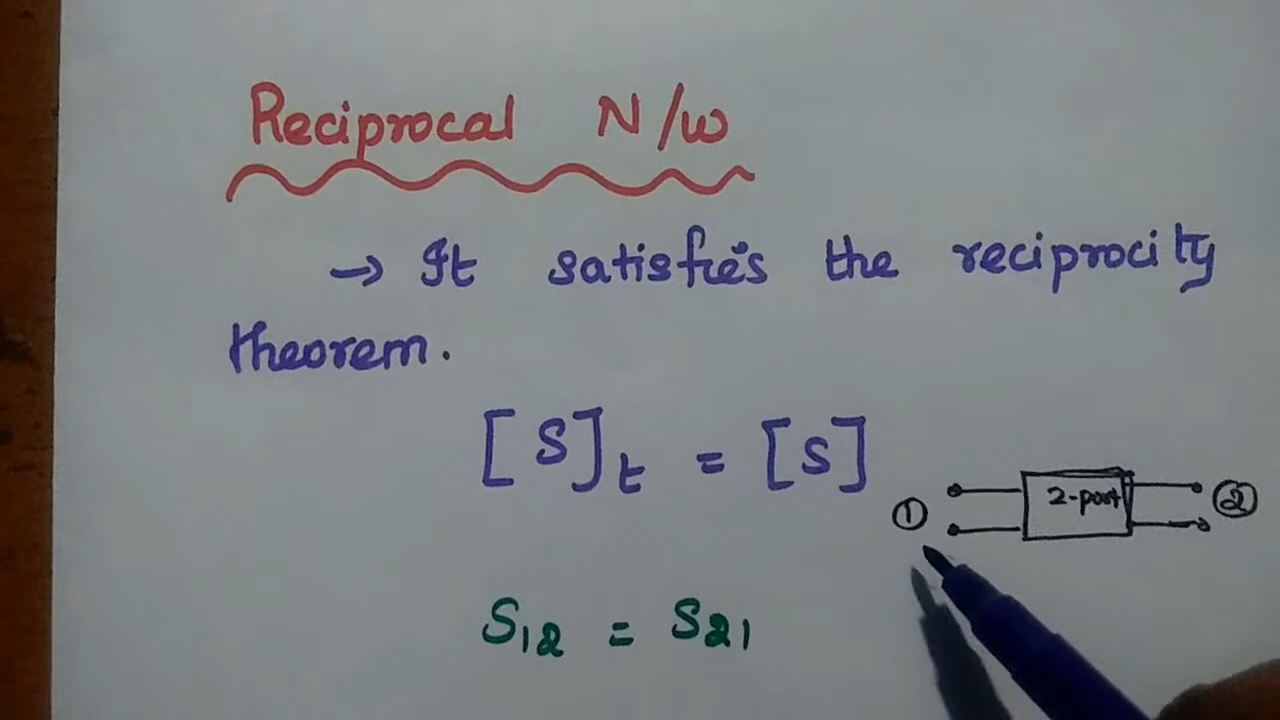 Reciprocal N/w
→ It satisfies the reciprocity
theorem.
[S]t = [S]
① 2-port ②
S12 = S21